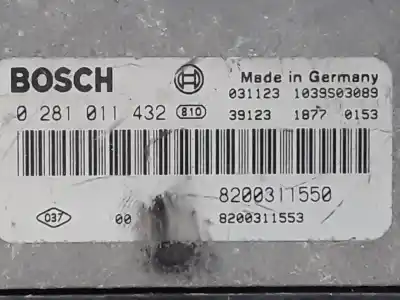 BOSCH Made in Germany
031123 1039S03089
0 281 011 432 810 39123 1877 0153
8200311550
037 00 8200311553